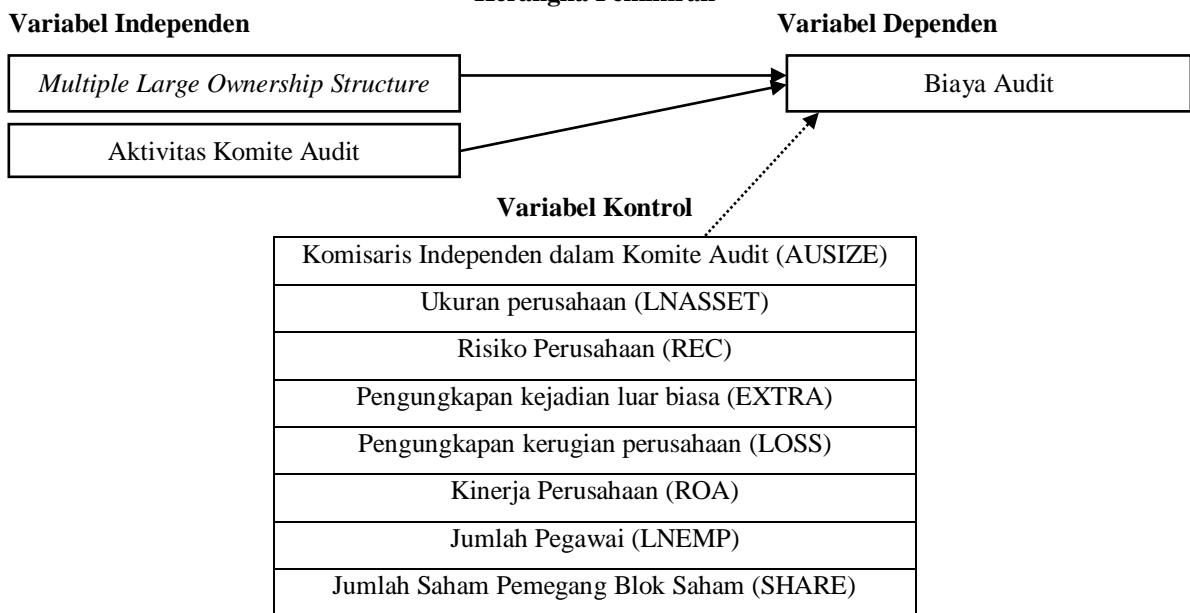 Variabel Independen
Variabel Dependen
Multiple Large Ownership Structure
Biaya Audit
Aktivitas Komite Audit
Variabel Kontrol
Komisaris Independen dalam Komite Audit (AUSIZE)
Ukuran perusahaan (LNASSET)
Risiko Perusahaan (REC)
Pengungkapan kejadian luar biasa (EXTRA)
Pengungkapan kerugian perusahaan (LOSS)
Kinerja Perusahaan (ROA)
Jumlah Pegawai (LNEMP)
Jumlah Saham Pemegang Blok Saham (SHARE)